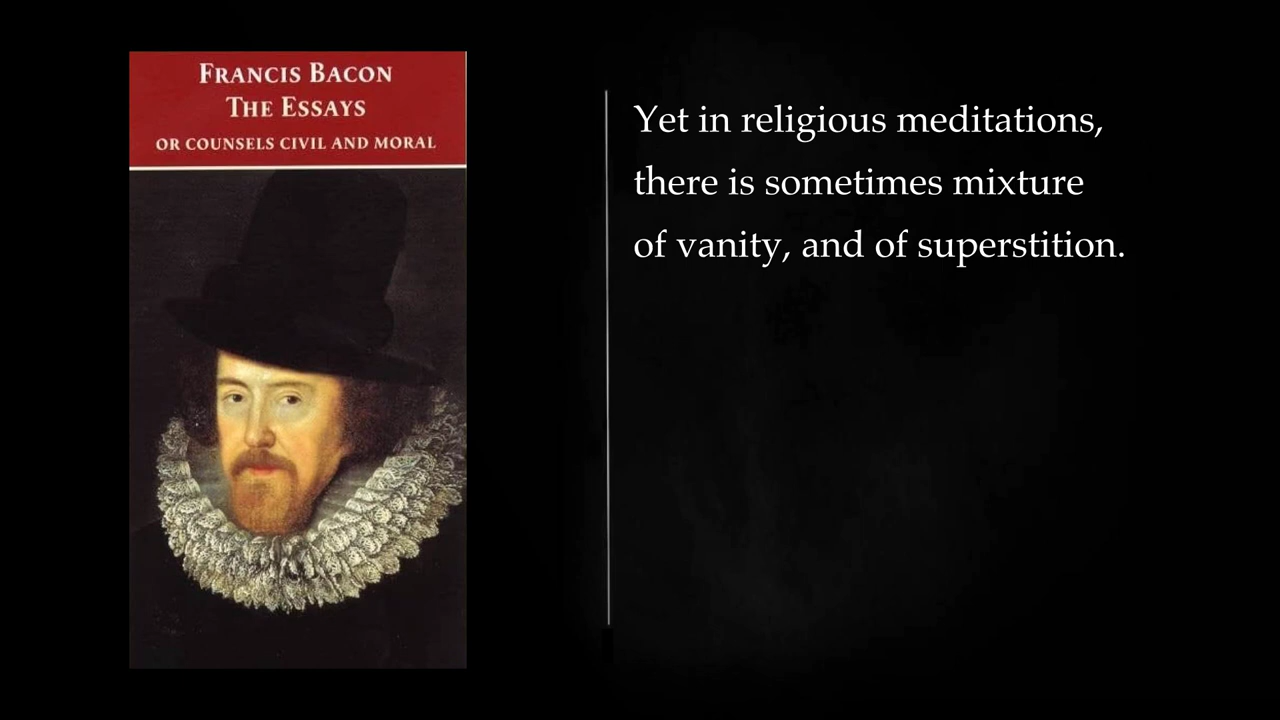 FRANCIS BACON
THE ESSAYS
OR COUNSELS CIVIL AND MORAL
Yet in religious meditations,
there is sometimes mixture
of vanity, and of superstition.